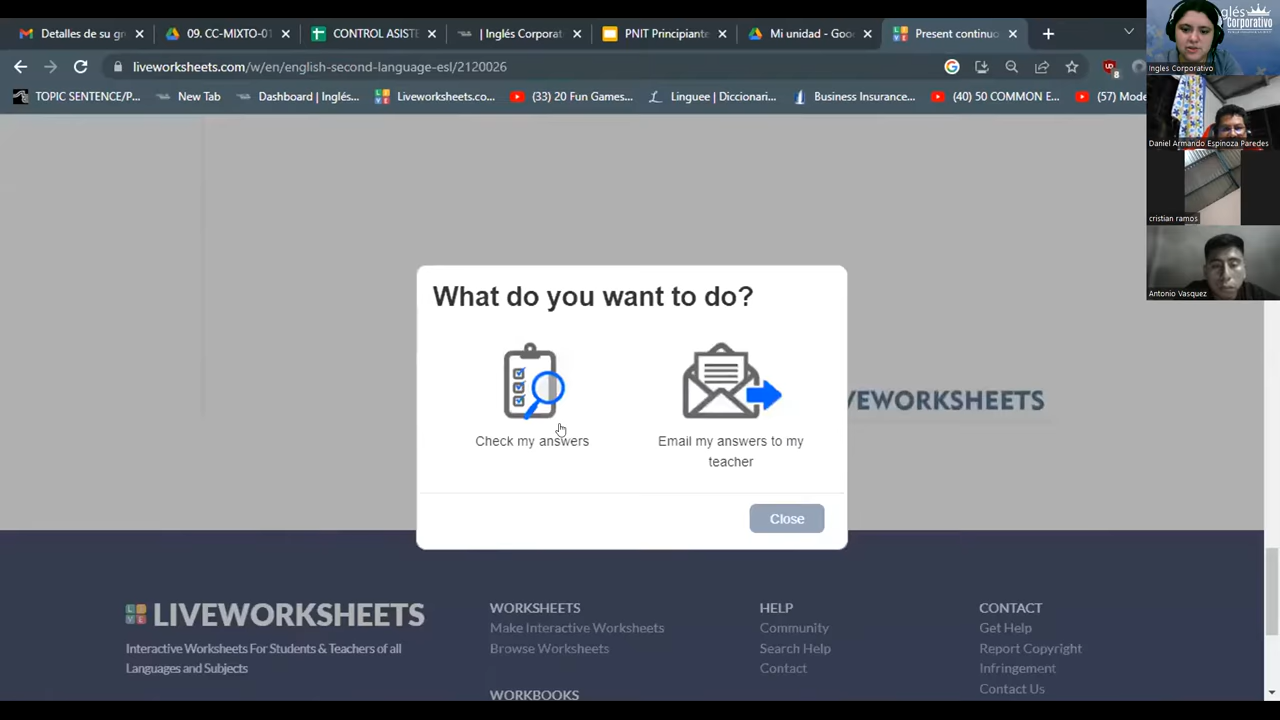 Detalles de su gn
09. CC-MIXTO-01
CONTROL ASISTE
| Inglés Corporat
PNIT Principiante
Mi unidad - Goo
Present continuo
liveworksheets.com/w/en/english-second-language-esl/2120026
8
TOPIC SENTENCE/P...
New Tab
Dashboard | Inglés...
Liveworksheets.co...
(33) 20 Fun Games...
Linguee | Diccionari...
Business Insurance...
(40) 50 COMMON E...
(57) Mode
glés
Corporativo
Ingles Corporativo
Daniel Armando Espinoza Paredes
cristian ramos
Antonio Vasquez
What do you want to do?
Check my answers
Email my answers to my
teacher
Close
VEWORKSHEETS
LIVEWORKSHEETS
Interactive Worksheets For Students & Teachers of all
Languages and Subjects
WORKSHEETS
Make Interactive Worksheets
Browse Worksheets
WORKBOOKS
HELP
Community
Search Help
Contact
CONTACT
Get Help
Report Copyright
Infringement
Contact Us